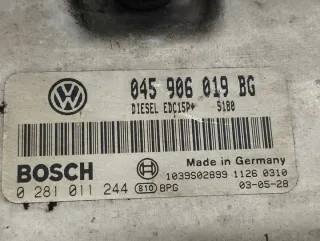 045 906 019 BG
DIESEL EDC15P+ 5180
BOSCH
Made in Germany
1039S02899 1126 0310
0 281 011 244 810 BPG 03-05-28